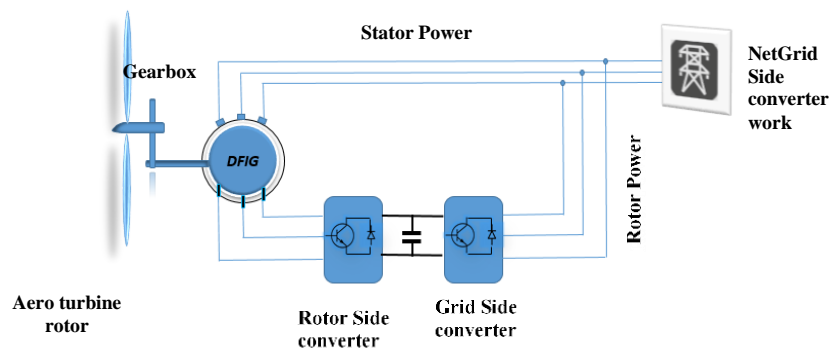 Stator Power
Gearbox
NetGrid
Side
converter
work
DFIG
Rotor Power
Aero turbine
rotor
Rotor Side
converter
Grid Side
converter